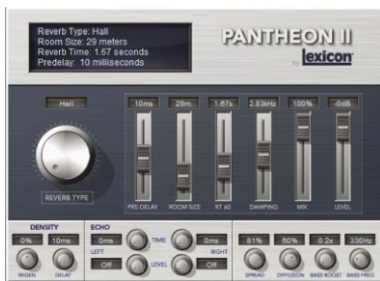 Reverb Type: Hall
Room Size: 29 meters
Reverb Time: 1.67 seconds
Predelay: 10 milliseconds
PANTHEON II
by lexicon
Hall
10ms 29m 1.67s 2.83kHz 100% -0dB
REVERB TYPE
PRE-DELAY ROOM SIZE RT 60 DAMPING MIX LEVEL
DENSITY
0% 10ms
REGEN DELAY
ECHO
0ms TIME 0ms
LEFT RIGHT
Off LEVEL Off
81% 60% 0.2x 330Hz
SPREAD DIFFUSION BASS BOOST BASS FREQ